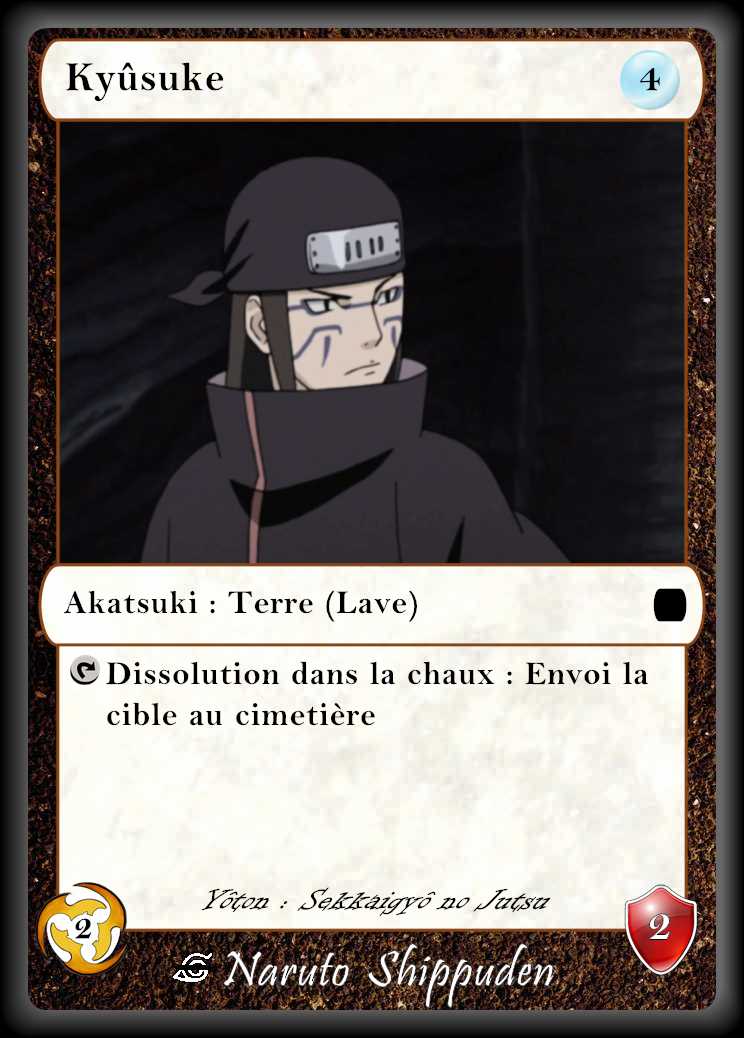 Kyûsuke
4
Akatsuki : Terre (Lave)
Dissolution dans la chaux : Envoi la
cible au cimetière
Yôton : Sekkaigyô no Jutsu
2
2
Naruto Shippuden